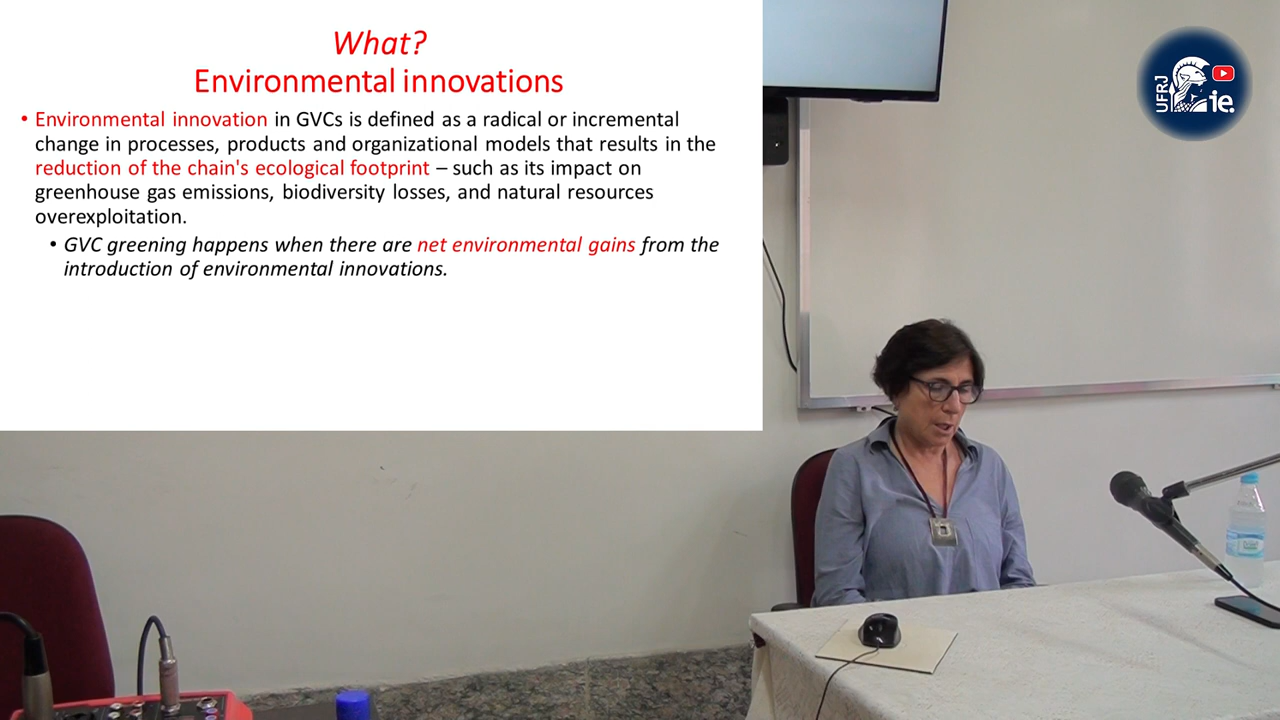 What?
Environmental innovations
• Environmental innovation in GVCs is defined as a radical or incremental
change in processes, products and organizational models that results in the
reduction of the chain's ecological footprint – such as its impact on
greenhouse gas emissions, biodiversity losses, and natural resources
overexploitation.
• GVC greening happens when there are net environmental gains from the
introduction of environmental innovations.
UFRJ
ie.